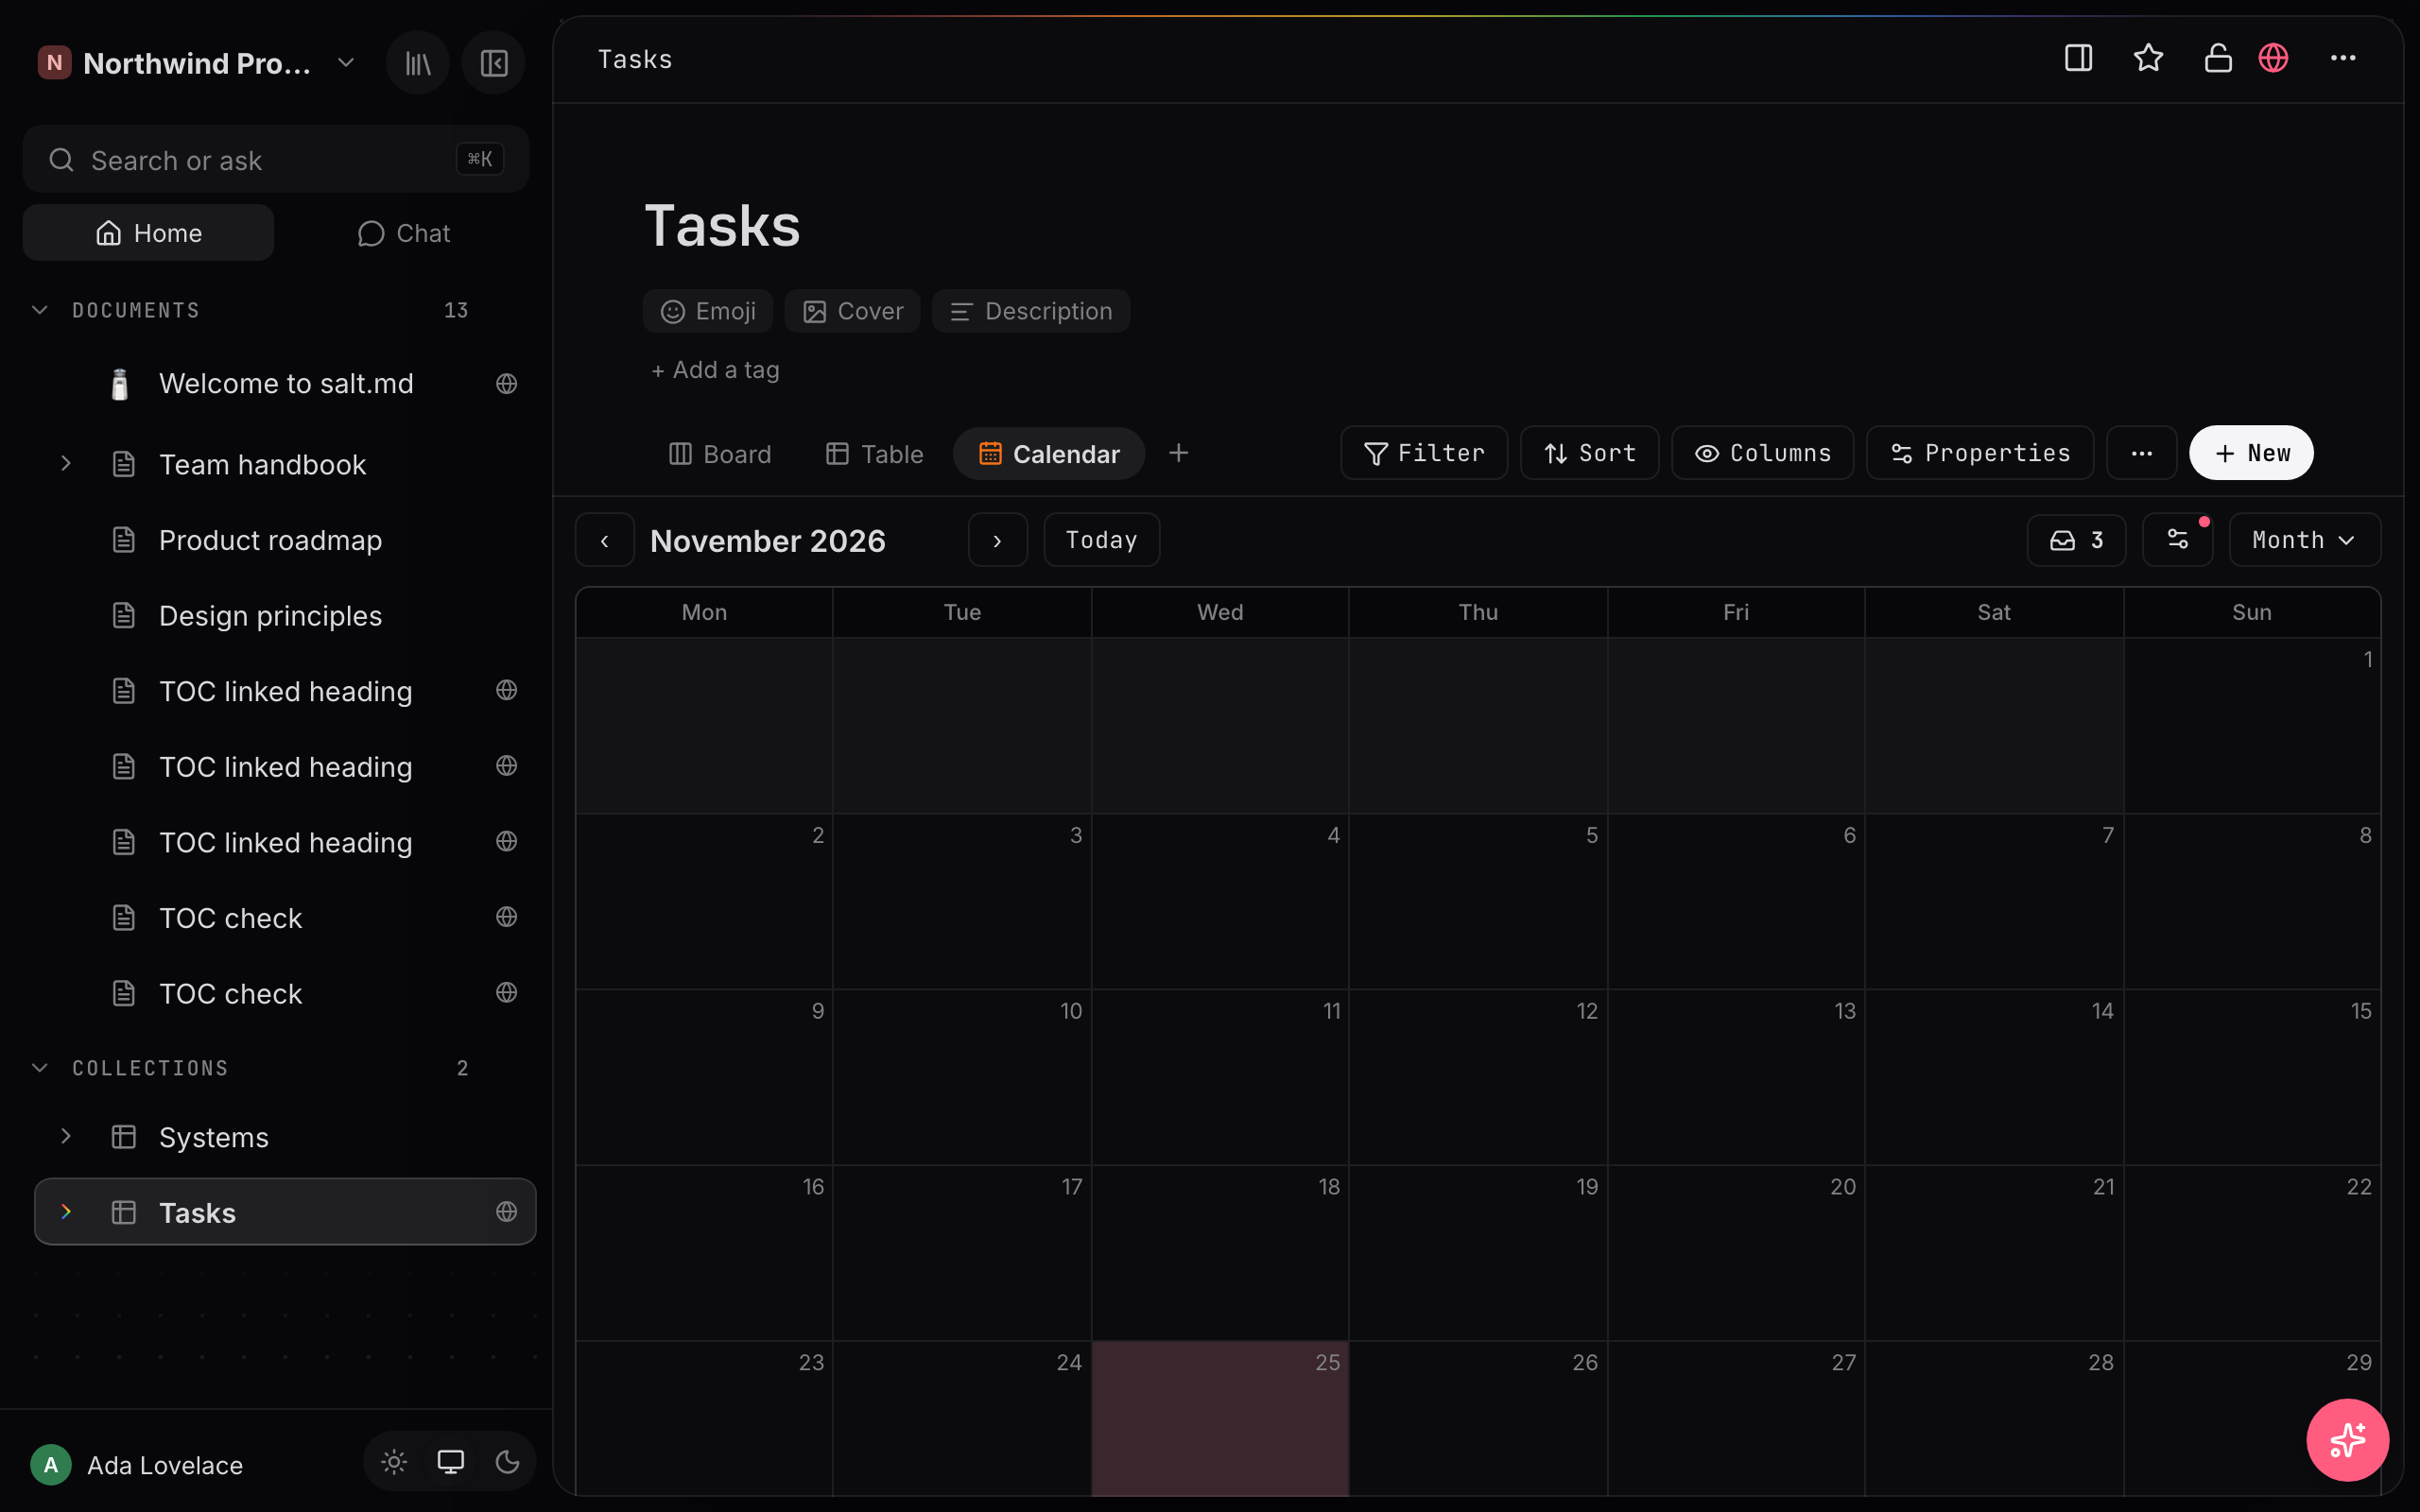 N Northwind Pro...
Search or ask ⌘K
Home Chat
DOCUMENTS 13
Welcome to salt.md
Team handbook
Product roadmap
Design principles
TOC linked heading
TOC linked heading
TOC linked heading
TOC check
TOC check
COLLECTIONS 2
Systems
Tasks
A Ada Lovelace
Tasks
Tasks
Emoji Cover Description
+ Add a tag
Board Table Calendar +
Filter Sort Columns Properties ... + New
‹ November 2026 › Today 3 Month
Mon Tue Wed Thu Fri Sat Sun
1
2 3 4 5 6 7 8
9 10 11 12 13 14 15
16 17 18 19 20 21 22
23 24 25 26 27 28 29